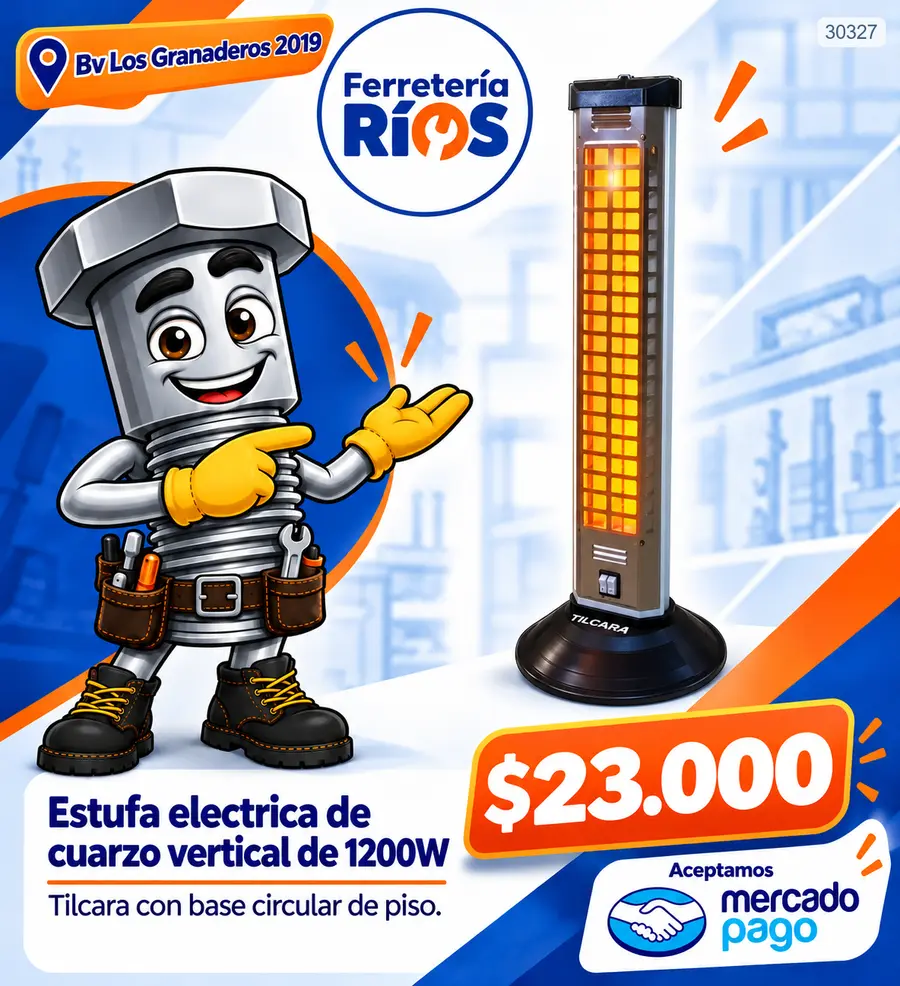 Bv Los Granaderos 2019
Ferretería
Ríos
30327
TILCARA
$23.000
Estufa electrica de
cuarzo vertical de 1200W
Tilcara con base circular de piso.
Aceptamos
mercado
pago